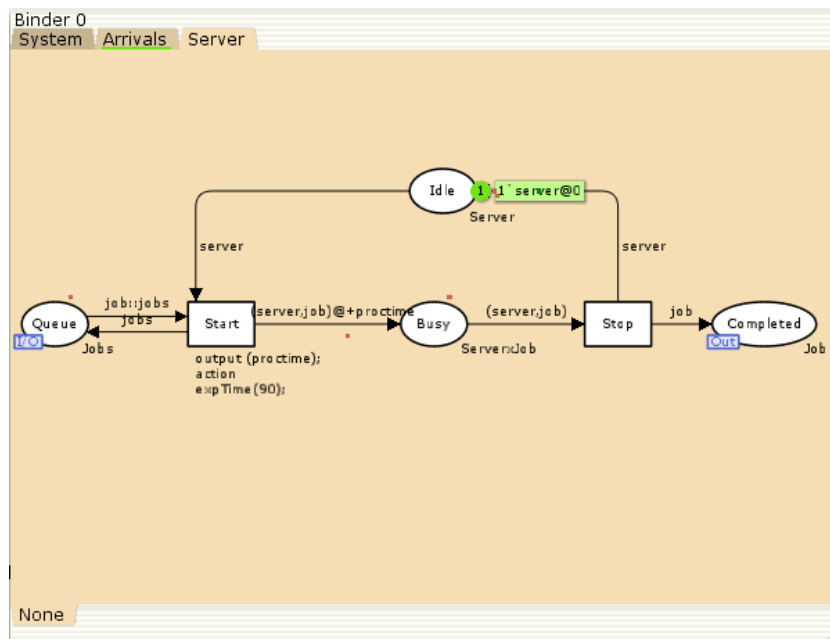 Binder 0
System Arrivals Server
Idle
1
1`server@0
Server
server
server
job::jobs
jobs
Queue
I/O
Jobs
Start
(server,job)@+proctime
output (proctime);
action
expTime(90);
Busy
ServerxJob
(server,job)
Stop
job
Completed
Out
Job
None